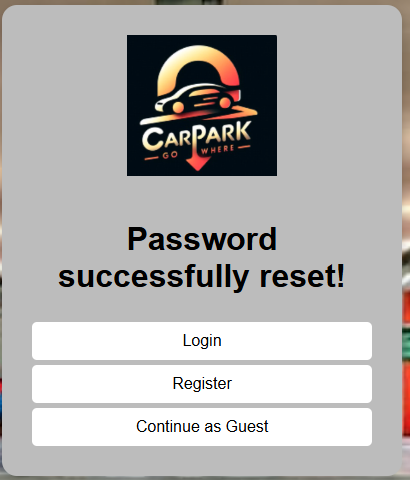 CARPARK
GO WHERE
Password
successfully reset!
Login
Register
Continue as Guest